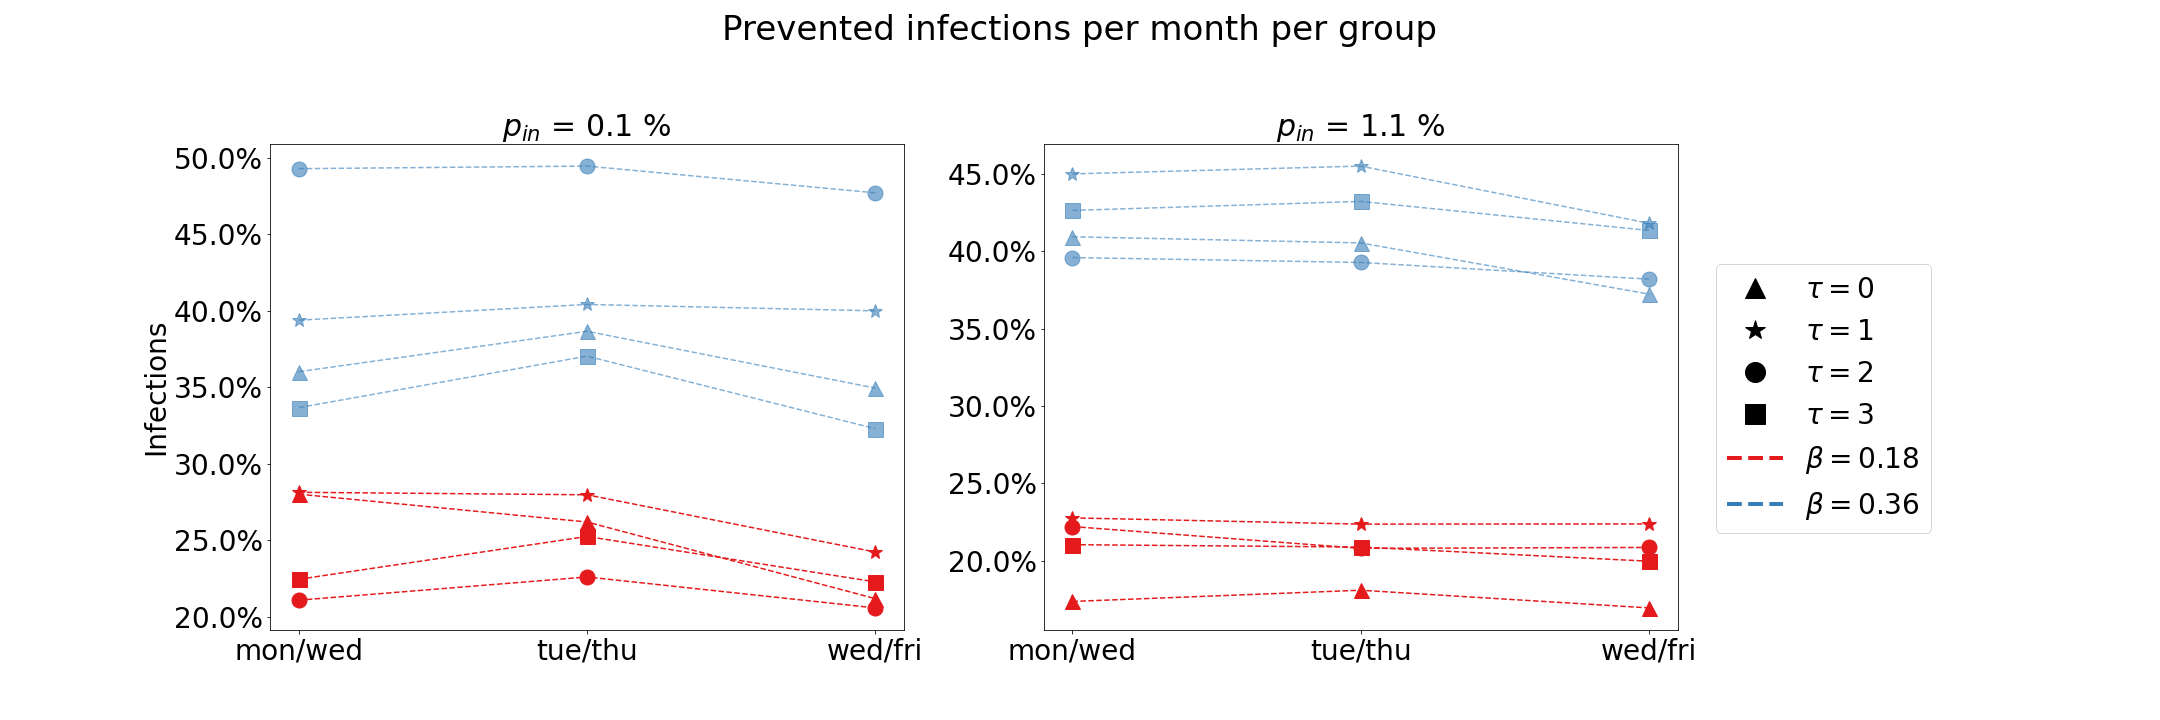 Prevented infections per month per group
p_in = 0.1 %
50.0%
45.0%
40.0%
35.0%
30.0%
25.0%
20.0%
Infections
mon/wed tue/thu wed/fri
p_in = 1.1 %
45.0%
40.0%
35.0%
30.0%
25.0%
20.0%
mon/wed tue/thu wed/fri
τ = 0
τ = 1
τ = 2
τ = 3
β = 0.18
β = 0.36